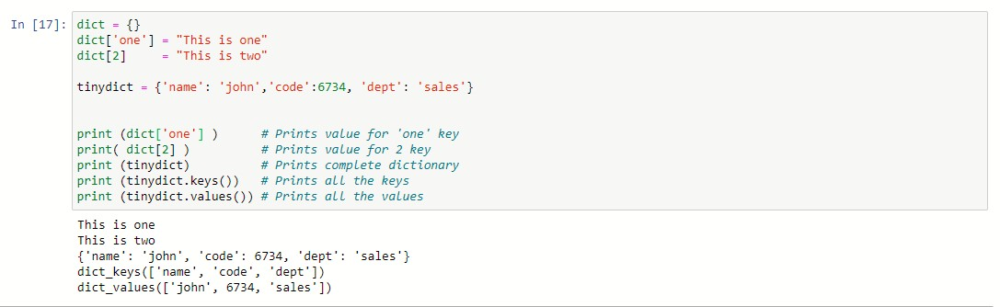 In [17]: dict = {}
dict['one'] = "This is one"
dict[2]     = "This is two"
tinydict = {'name': 'john','code':6734, 'dept': 'sales'}
print (dict['one'] )      # Prints value for 'one' key
print( dict[2] )          # Prints value for 2 key
print (tinydict)          # Prints complete dictionary
print (tinydict.keys())   # Prints all the keys
print (tinydict.values()) # Prints all the values
This is one
This is two
{'name': 'john', 'code': 6734, 'dept': 'sales'}
dict_keys(['name', 'code', 'dept'])
dict_values(['john', 6734, 'sales'])